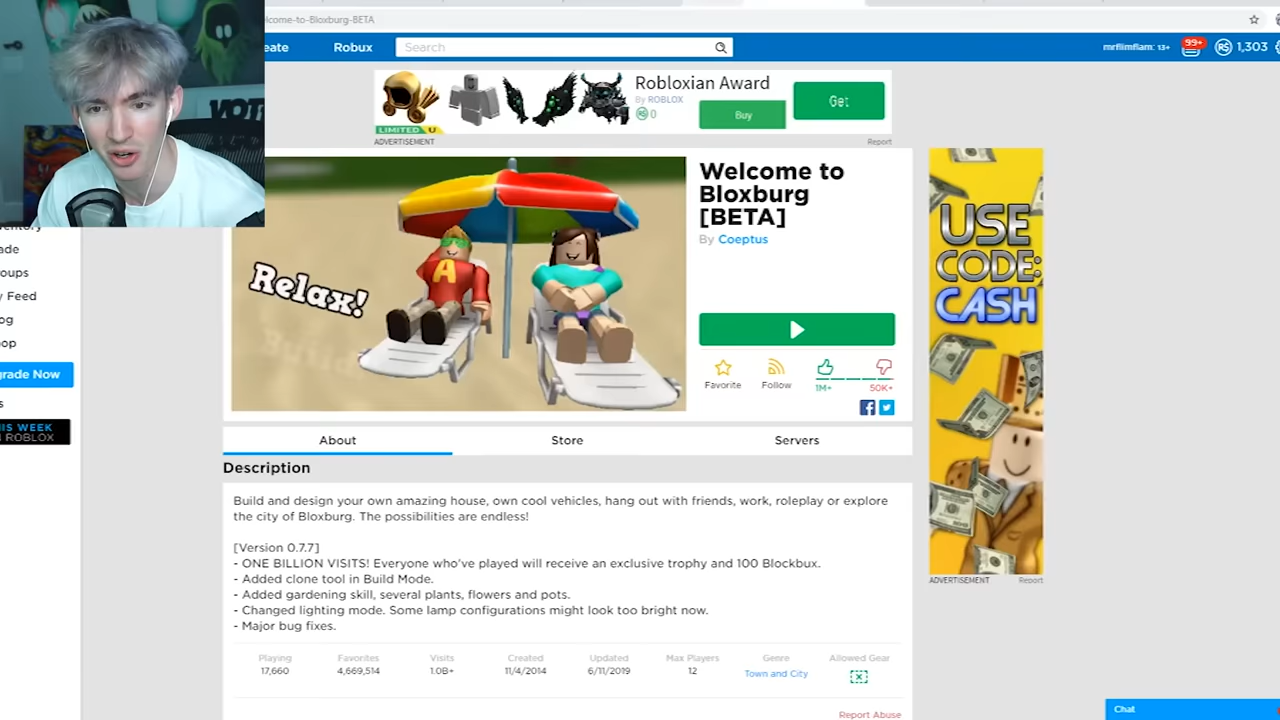 lcome-to-Bloxburg-BETA
eate
Robux
Search
mrflimflam: 13+
99+
1,303
Robloxian Award
By ROBLOX
0
Buy
Get
LIMITED U
ADVERTISEMENT
Report
VOT
Relax!
A
Welcome to
Bloxburg
[BETA]
By Coeptus
Favorite
Follow
1M+
50K+
USE
CODE:
CASH
ADVERTISEMENT
Report
ventory
ade
oups
y Feed
og
op
grade Now
s
HIS WEEK
N ROBLOX
About
Store
Servers
Description
Build and design your own amazing house, own cool vehicles, hang out with friends, work, roleplay or explore
the city of Bloxburg. The possibilities are endless!
[Version 0.7.7]
- ONE BILLION VISITS! Everyone who've played will receive an exclusive trophy and 100 Blockbux.
- Added clone tool in Build Mode.
- Added gardening skill, several plants, flowers and pots.
- Changed lighting mode. Some lamp configurations might look too bright now.
- Major bug fixes.
Playing
Favorites
Visits
Created
Updated
Max Players
Genre
Allowed Gear
17,660
4,669,514
1.0B+
11/4/2014
6/11/2019
12
Town and City
Report Abuse
Chat